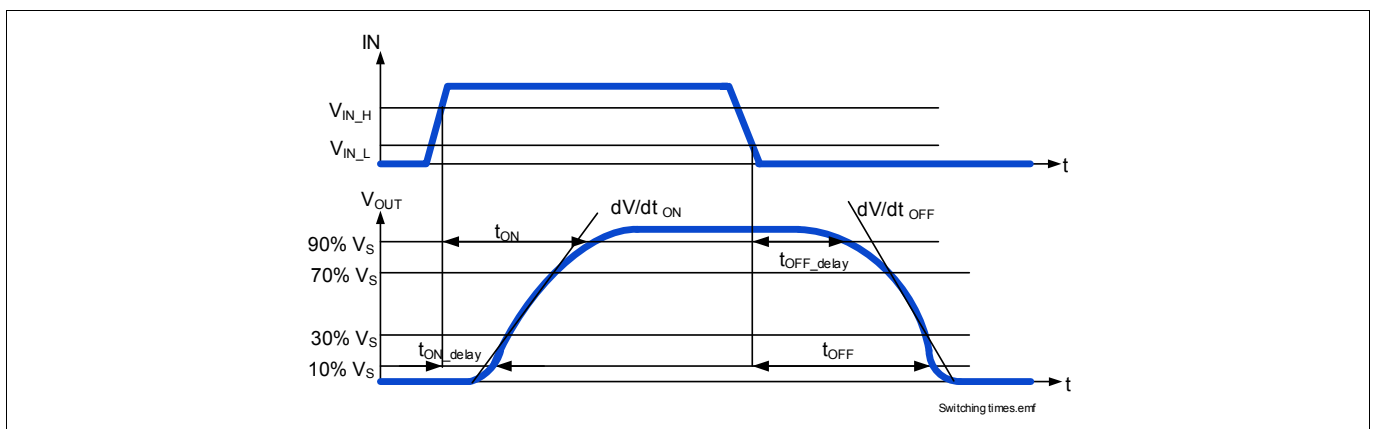 IN
V_IN_H
V_IN_L
t
V_OUT
dV/dt ON
dV/dt OFF
90% V_S
t_ON
t_OFF_delay
70% V_S
30% V_S
t_ON_delay
t_OFF
10% V_S
t
Switching times.emf